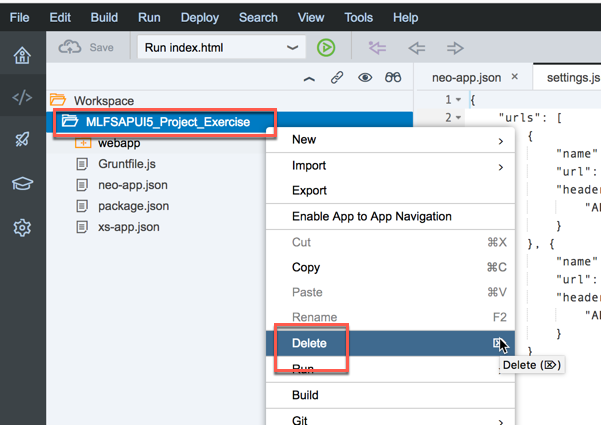 File Edit Build Run Deploy Search View Tools Help
Save Run index.html
neo-app.json × settings.js
Workspace
1 {
MLFSAPUI5_Project_Exercise
2 "urls": [
webapp
New
{
Gruntfile.js
Import
"name"
neo-app.json
Export
"url":
package.json
Enable App to App Navigation
"header
xs-app.json
Cut ⌘X
}
Copy ⌘C
}, {
Paste ⌘V
"name"
Rename F2
"url":
"header
Delete
}
Delete (⌦)
}
Run
Build
Git